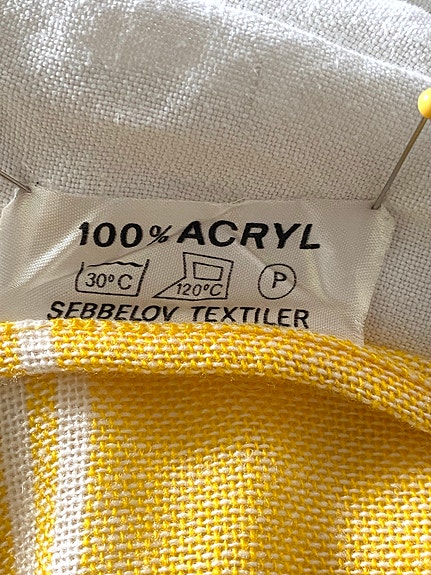 100% ACRYL
30°C 120°C P
SEBBELOV TEXTILER